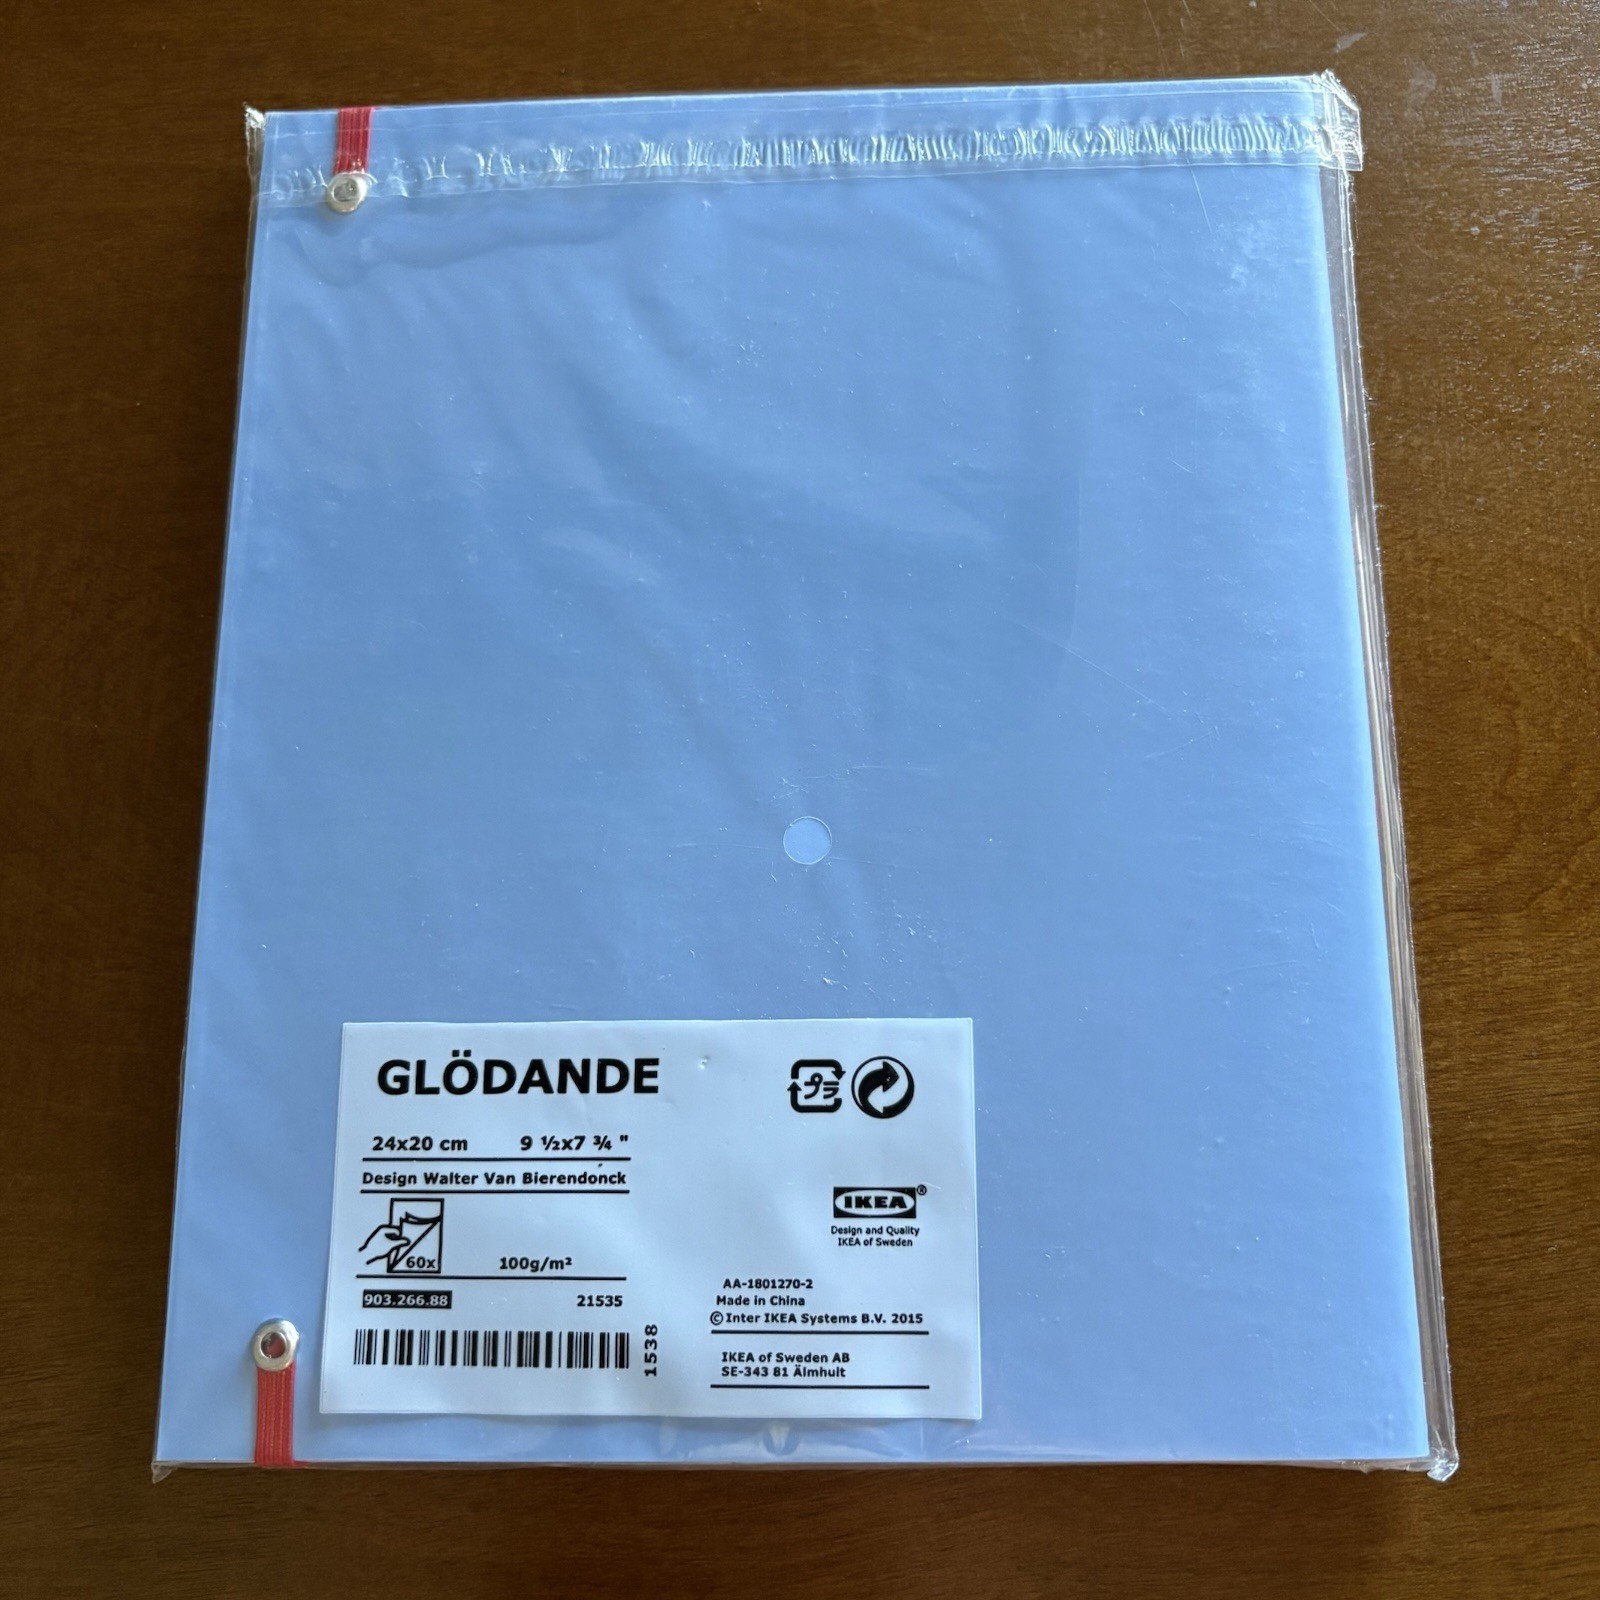 GLÖDANDE
プラ
24x20 cm 9 ½x7 ¾ "
Design Walter Van Bierendonck
60x 100g/m²
903.266.88 21535
1538
IKEA®
Design and Quality
IKEA of Sweden
AA-1801270-2
Made in China
©Inter IKEA Systems B.V. 2015
IKEA of Sweden AB
SE-343 81 Älmhult